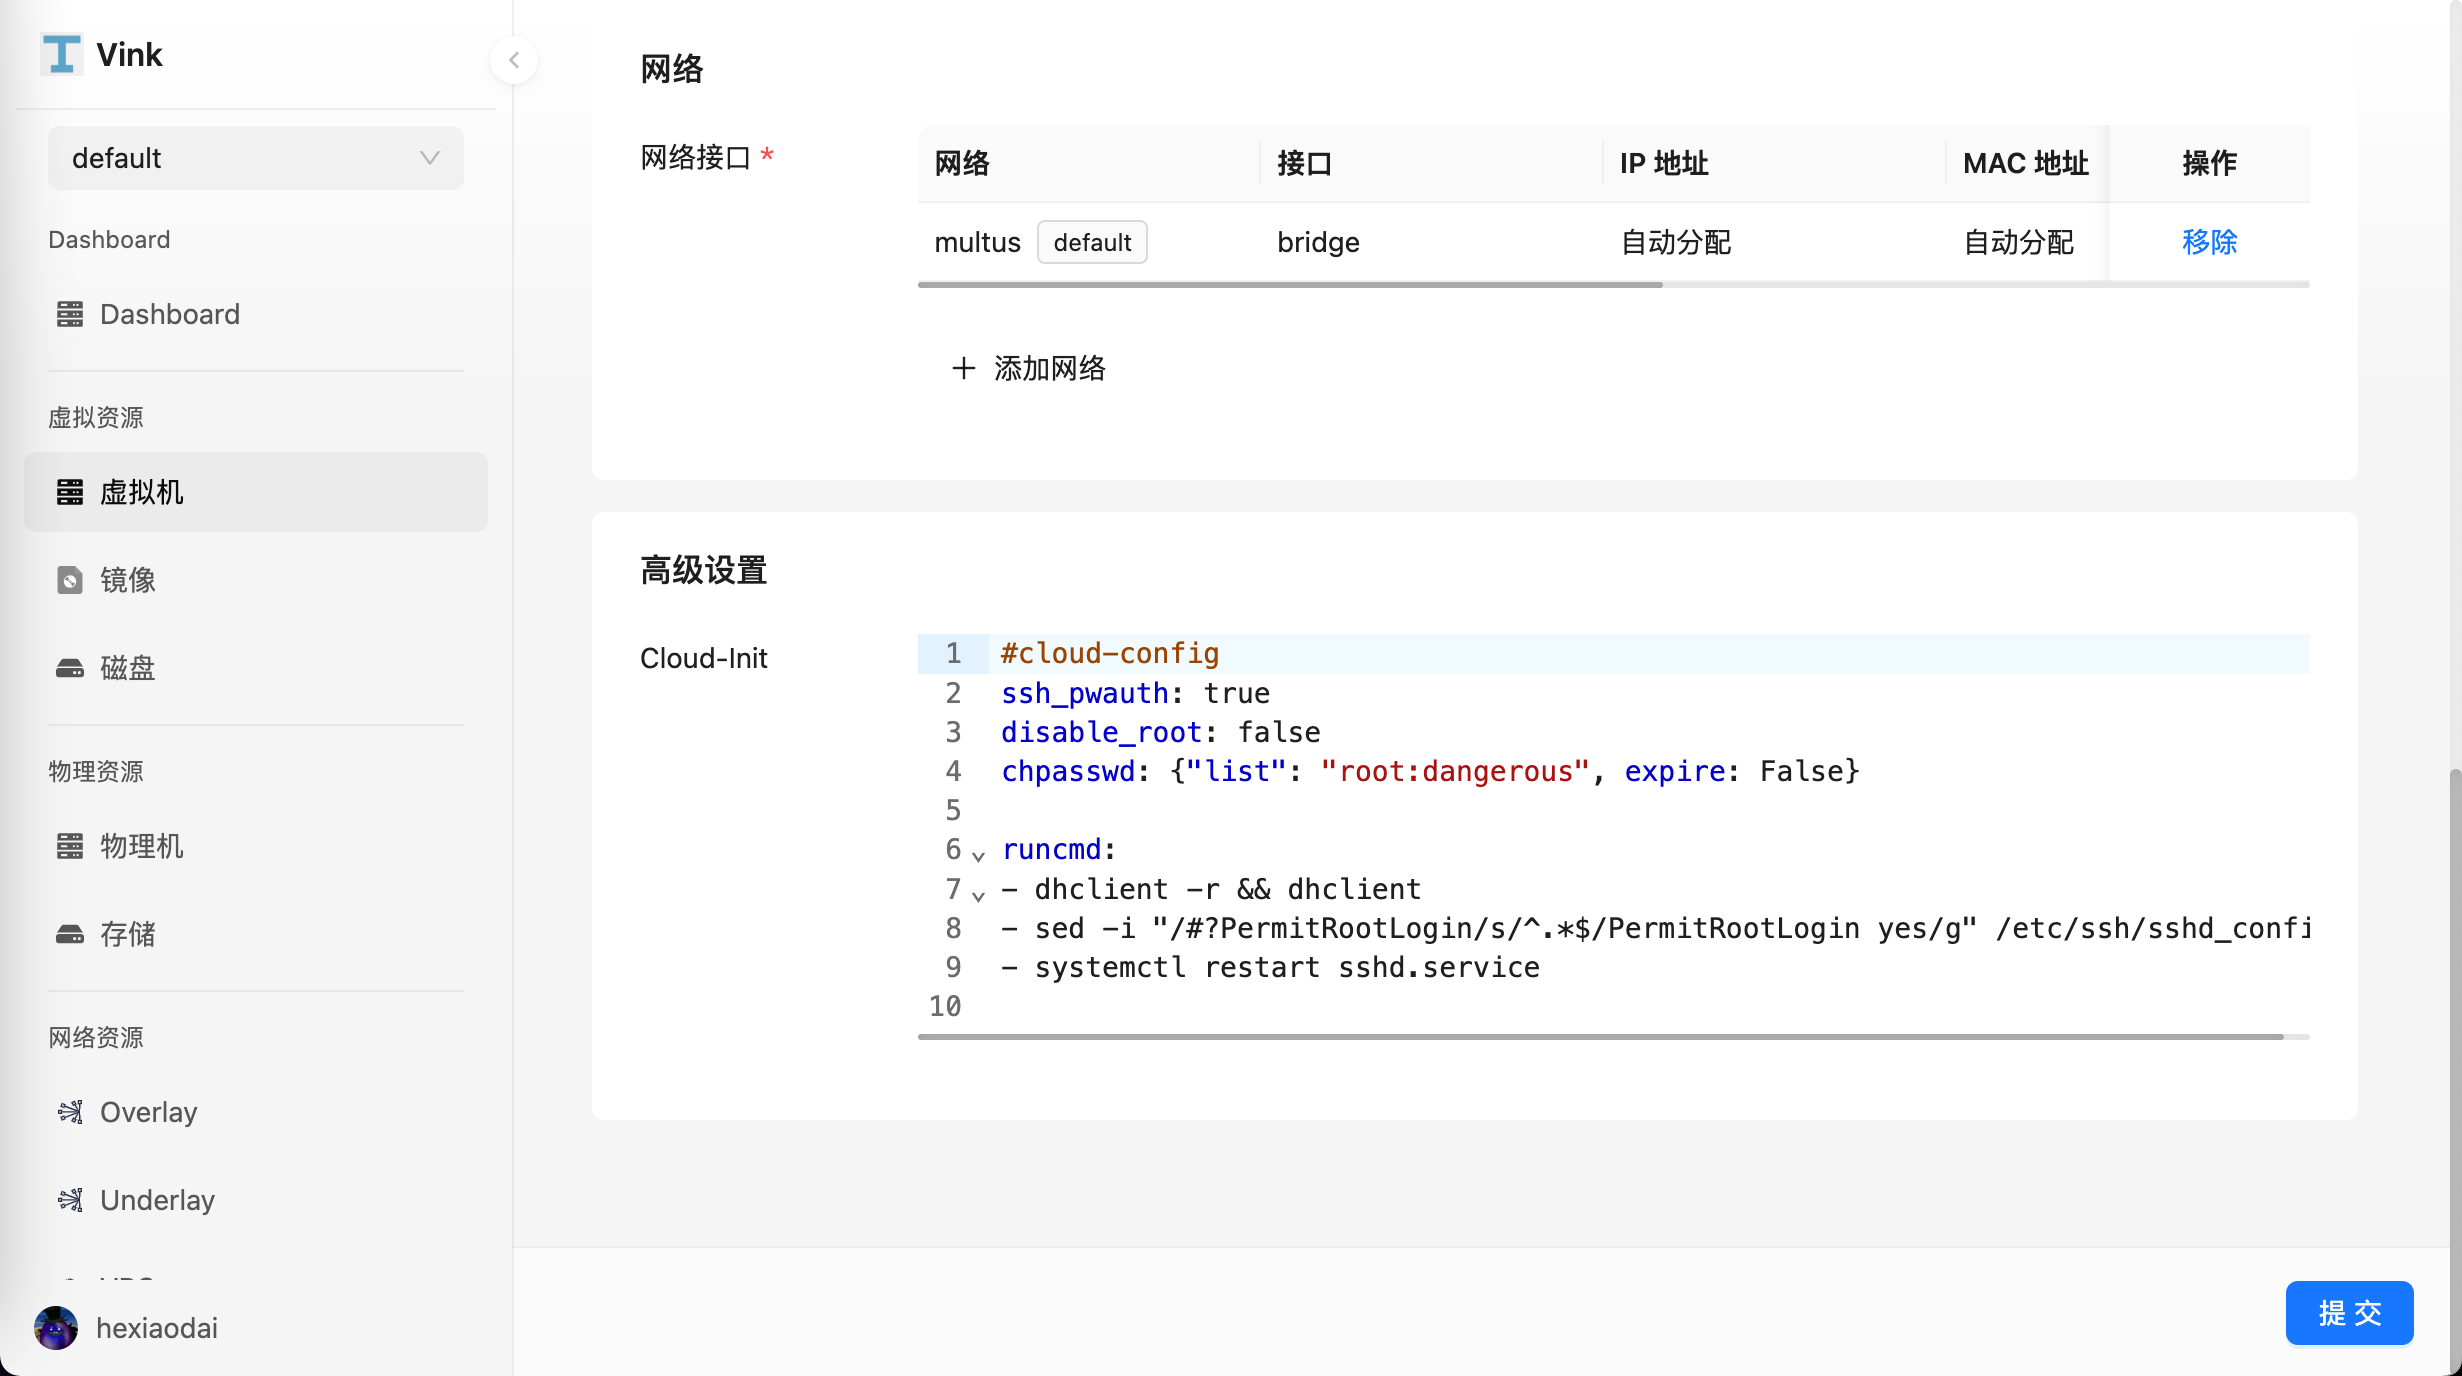 Vink
default
Dashboard
Dashboard
虚拟资源
虚拟机
镜像
磁盘
物理资源
物理机
存储
网络资源
Overlay
Underlay
hexiaodai
网络
网络接口 *
网络 接口 IP 地址 MAC 地址 操作
multus default bridge 自动分配 自动分配 移除
添加网络
高级设置
Cloud-Init
1 #cloud-config
2 ssh_pwauth: true
3 disable_root: false
4 chpasswd: {"list": "root:dangerous", expire: False}
5
6 runcmd:
7 - dhclient -r && dhclient
8 - sed -i "/#?PermitRootLogin/s/^.*$/PermitRootLogin yes/g" /etc/ssh/sshd_confi
9 - systemctl restart sshd.service
10
提 交